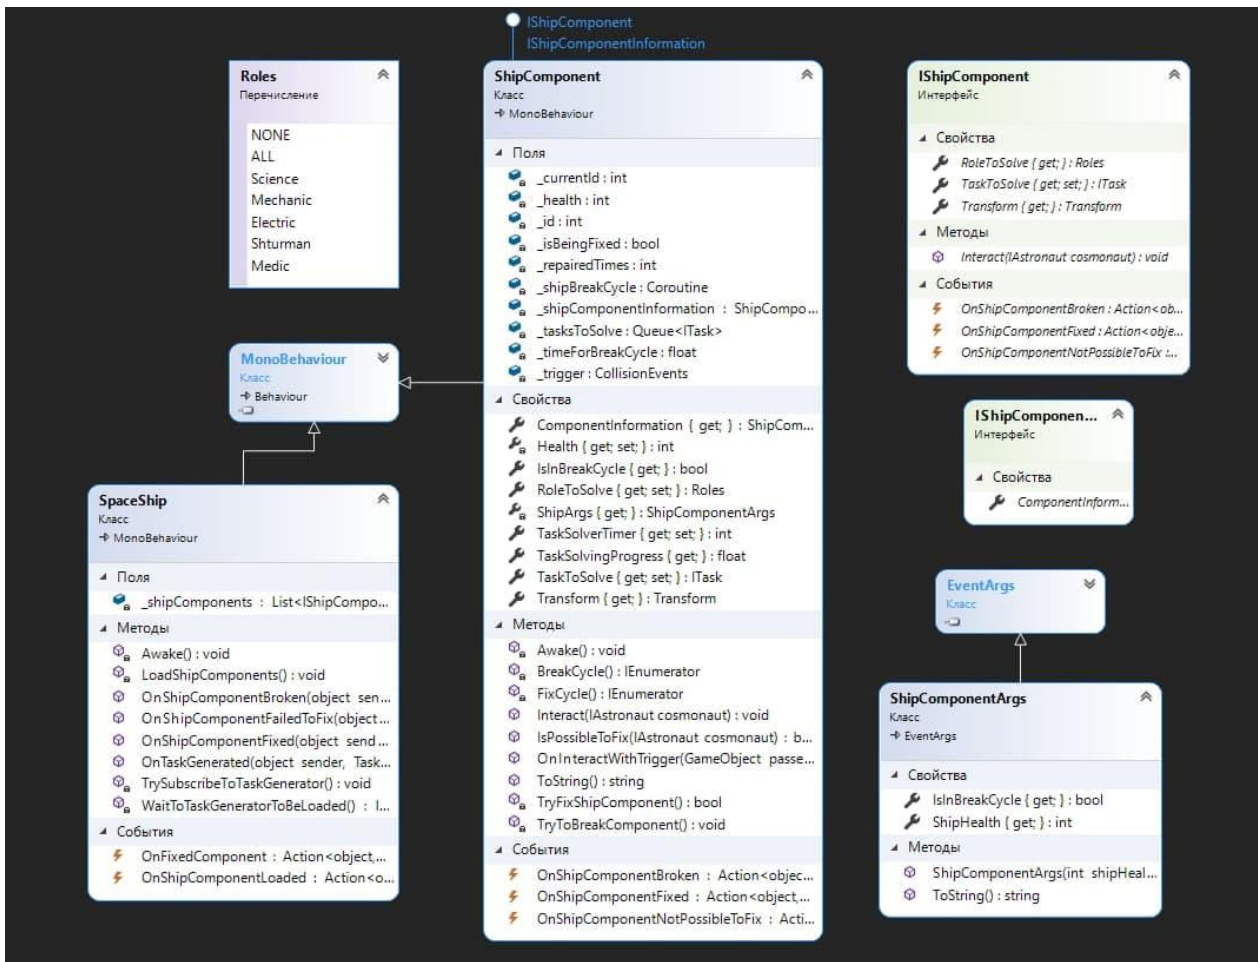 IShipComponent
IShipComponentInformation
Roles
Перечисление
NONE
ALL
Science
Mechanic
Electric
Shturman
Medic
MonoBehaviour
Класс
Behaviour
SpaceShip
Класс
MonoBehaviour
Поля
_shipComponents : List<IShipCompo...
Методы
Awake() : void
LoadShipComponents() : void
OnShipComponentBroken(object sen...
OnShipComponentFailedToFix(object...
OnShipComponentFixed(object send...
OnTaskGenerated(object sender, Task...
TrySubscribeToTaskGenerator() : void
WaitToTaskGeneratorToBeLoaded() : I...
События
OnFixedComponent : Action<object,...
OnShipComponentLoaded : Action<o...
ShipComponent
Класс
MonoBehaviour
Поля
_currentId : int
_health : int
_id : int
_isBeingFixed : bool
_repairedTimes : int
_shipBreakCycle : Coroutine
_shipComponentInformation : ShipCompo...
_tasksToSolve : Queue<ITask>
_timeForBreakCycle : float
_trigger : CollisionEvents
Свойства
ComponentInformation { get; } : ShipCom...
Health { get; set; } : int
IsInBreakCycle { get; } : bool
RoleToSolve { get; set; } : Roles
ShipArgs { get; } : ShipComponentArgs
TaskSolverTimer { get; set; } : int
TaskSolvingProgress { get; } : float
TaskToSolve { get; set; } : ITask
Transform { get; } : Transform
Методы
Awake() : void
BreakCycle() : IEnumerator
FixCycle() : IEnumerator
Interact(IAstronaut cosmonaut) : void
IsPossibleToFix(IAstronaut cosmonaut) : b...
OnInteractWithTrigger(GameObject passe...
ToString() : string
TryFixShipComponent() : bool
TryToBreakComponent() : void
События
OnShipComponentBroken : Action<objec...
OnShipComponentFixed : Action<object,...
OnShipComponentNotPossibleToFix : Acti...
IShipComponent
Интерфейс
Свойства
RoleToSolve { get; } : Roles
TaskToSolve { get; set; } : ITask
Transform { get; } : Transform
Методы
Interact(IAstronaut cosmonaut) : void
События
OnShipComponentBroken : Action<ob...
OnShipComponentFixed : Action<obje...
OnShipComponentNotPossibleToFix :...
IShipComponen...
Интерфейс
Свойства
ComponentInform...
EventArgs
Класс
ShipComponentArgs
Класс
EventArgs
Свойства
IsInBreakCycle { get; } : bool
ShipHealth { get; } : int
Методы
ShipComponentArgs(int shipHeal...
ToString() : string